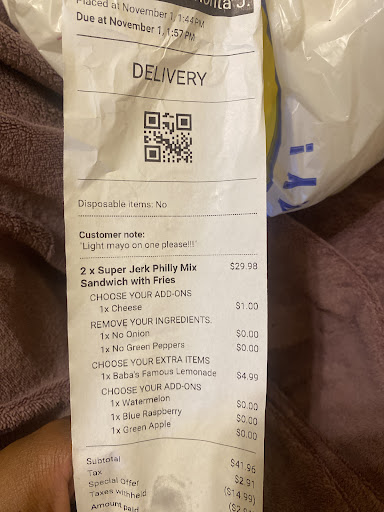 Placed at November 1, 1:44PM
Due at November 1, 1:57 PM
DELIVERY
Disposable items: No
Customer note:
"Light mayo on one please!!!"
2 x Super Jerk Philly Mix $29.98
Sandwich with Fries
CHOOSE YOUR ADD-ONS
1x Cheese $1.00
REMOVE YOUR INGREDIENTS.
1x No Onion $0.00
1x No Green Peppers $0.00
CHOOSE YOUR EXTRA ITEMS
1x Baba's Famous Lemonade $4.99
CHOOSE YOUR ADD-ONS
1x Watermelon $0.00
1x Blue Raspberry $0.00
1x Green Apple $0.00
Subtotal $41.96
Tax $2.91
Special Offer ($14.99)
Taxes withheld
Amount paid
Y!